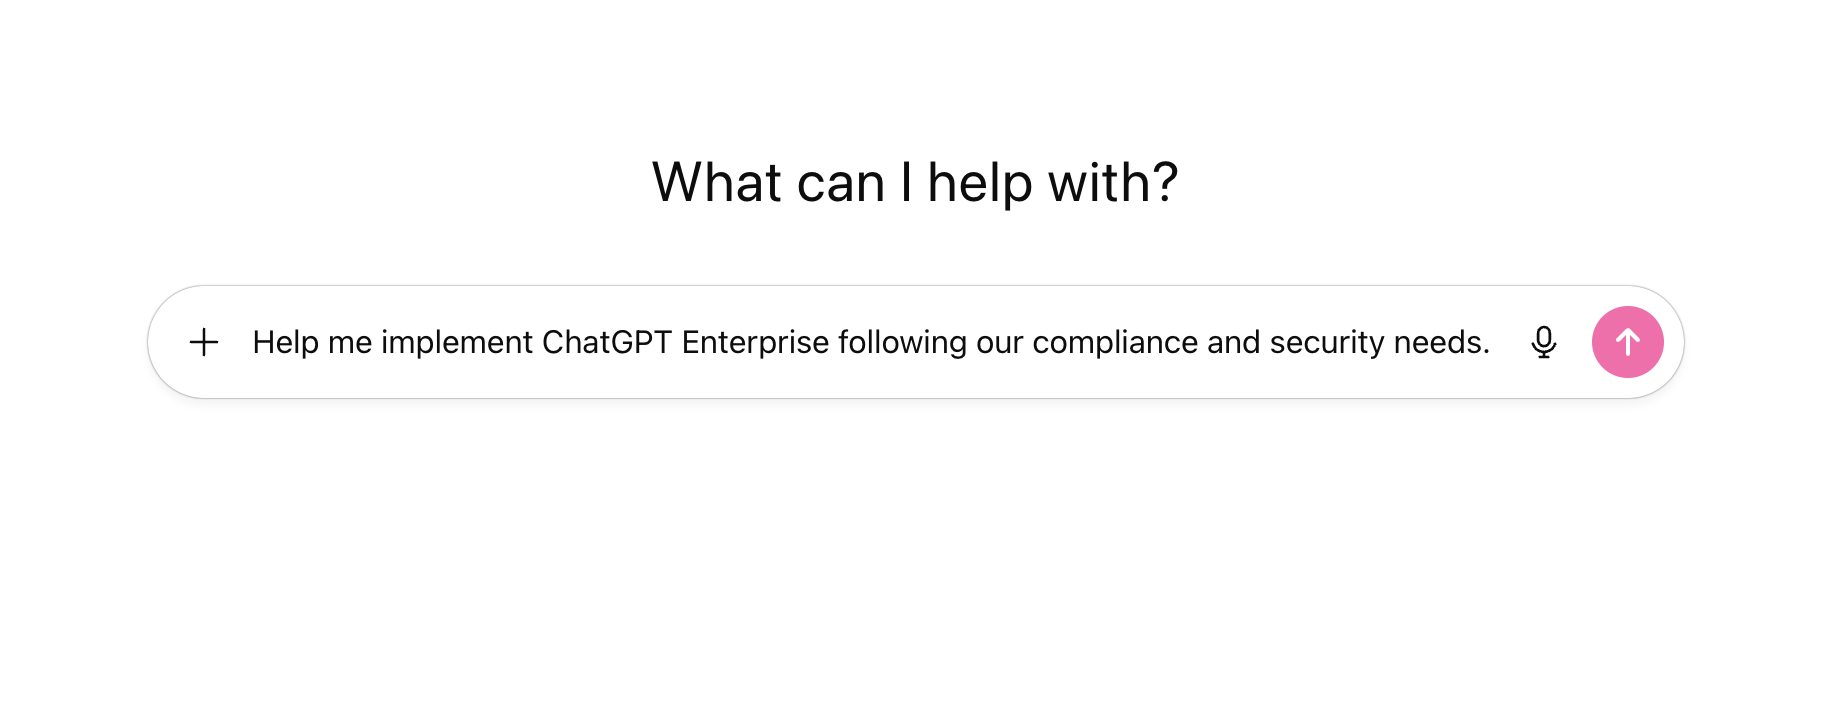 What can I help with?
Help me implement ChatGPT Enterprise following our compliance and security needs.